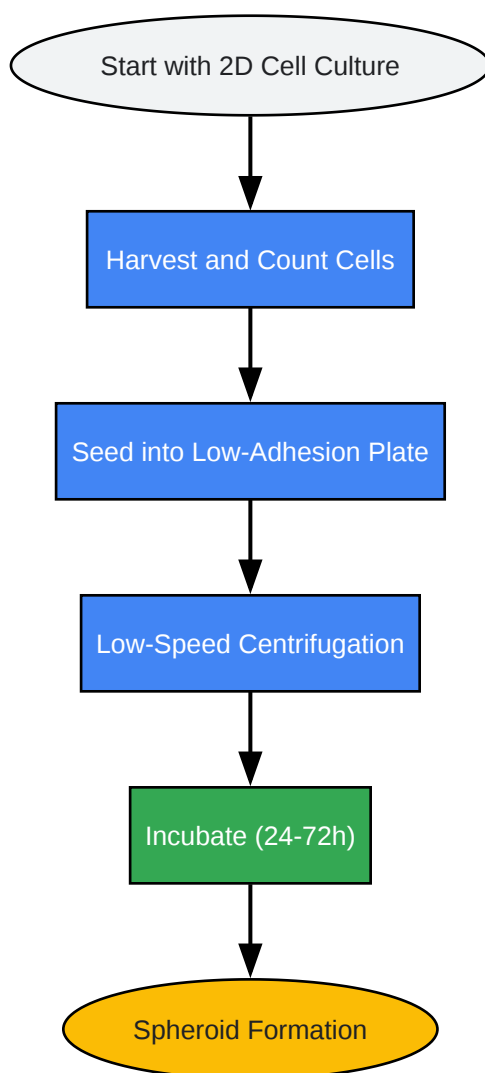 Start with 2D Cell Culture
Harvest and Count Cells
Seed into Low-Adhesion Plate
Low-Speed Centrifugation
Incubate (24-72h)
Spheroid Formation